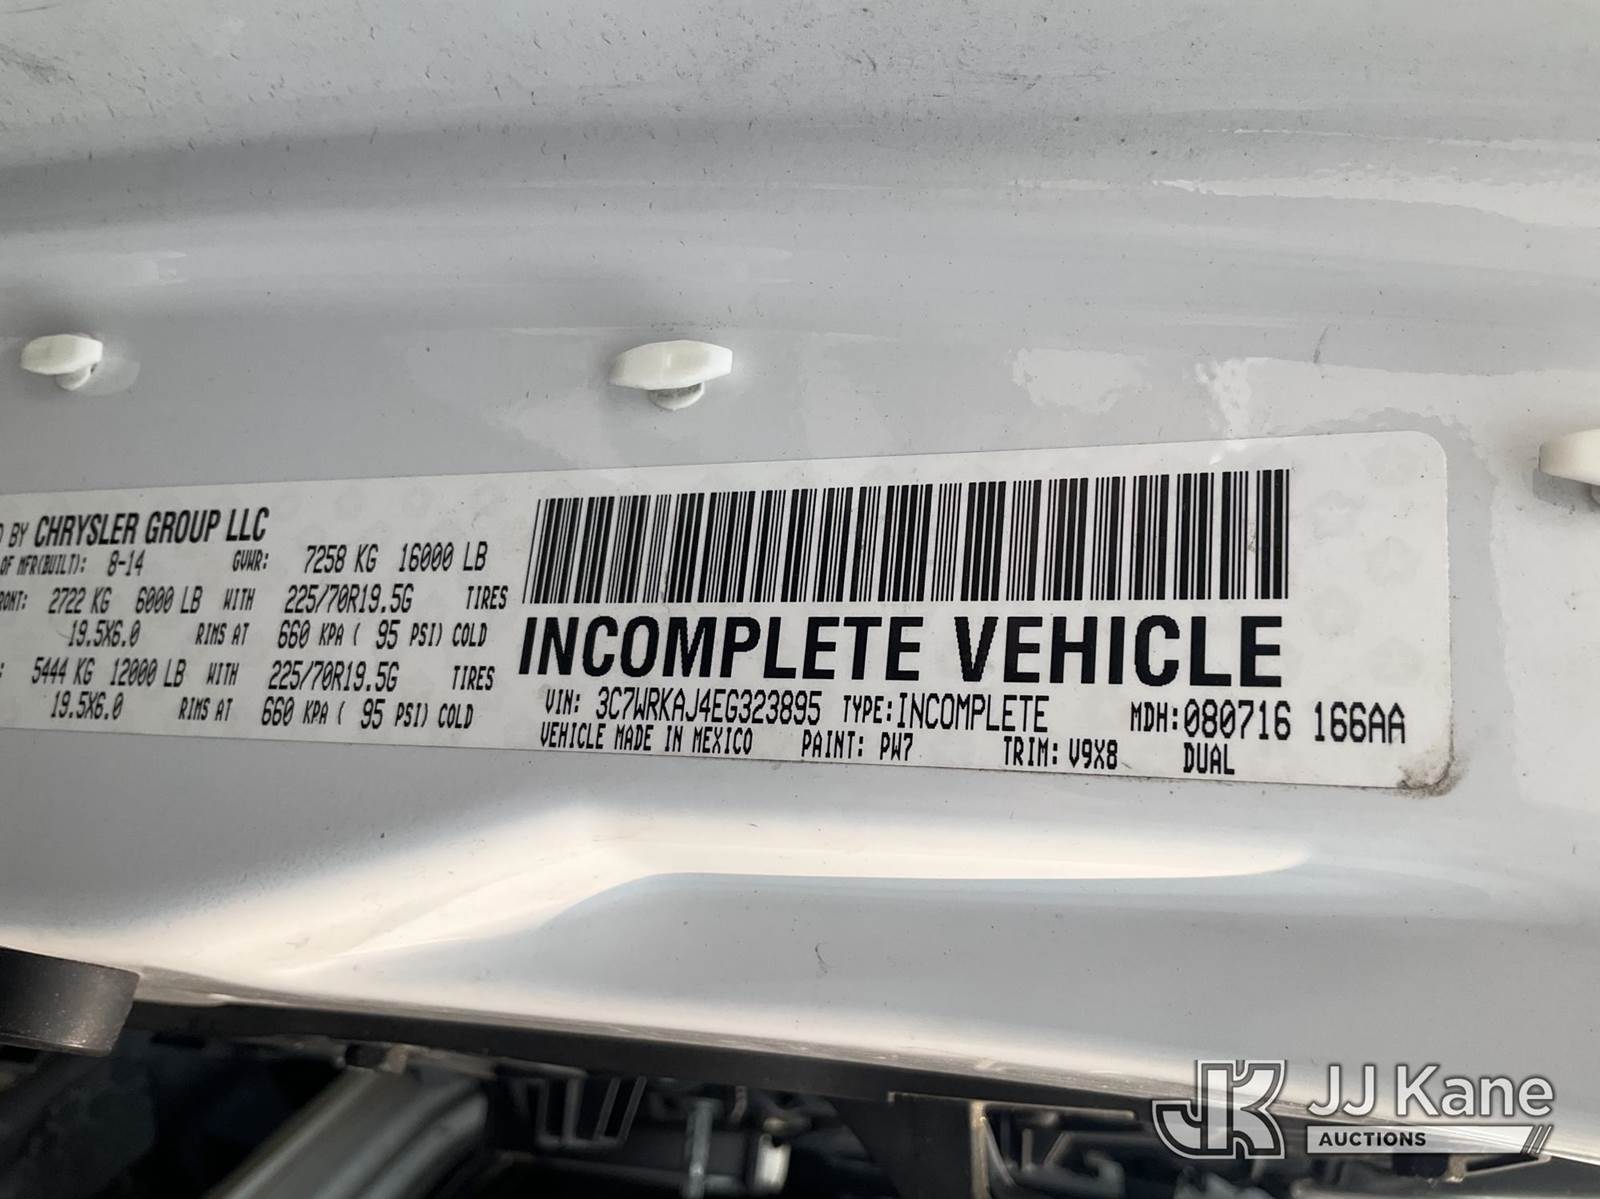 BY CHRYSLER GROUP LLC
OF MFR(BUILT): 8-14 GVWR: 7258 KG 16000 LB
2722 KG 6000 LB WITH 225/70R19.5G TIRES
19.5X6.0 RIMS AT 660 KPA ( 95 PSI) COLD
5444 KG 12000 LB WITH 225/70R19.5G TIRES
19.5X6.0 RIMS AT 660 KPA ( 95 PSI) COLD
INCOMPLETE VEHICLE
VIN: 3C7WRKAJ4EG323895 TYPE: INCOMPLETE MDH: 080716 166AA
VEHICLE MADE IN MEXICO PAINT: PW7 TRIM: V9X8 DUAL
JK JJ Kane
AUCTIONS